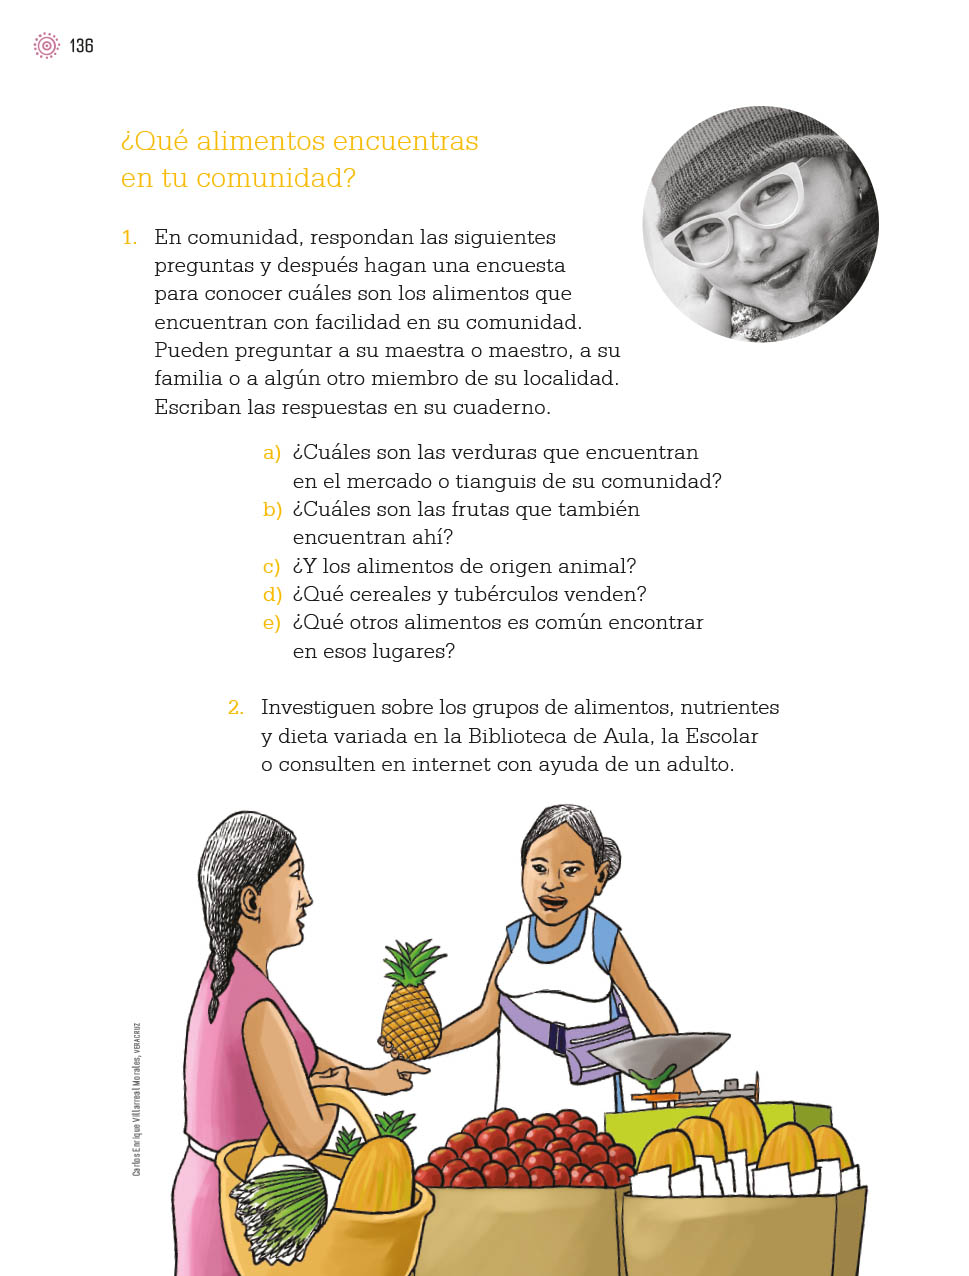 136
¿Qué alimentos encuentras
en tu comunidad?
1. En comunidad, respondan las siguientes
preguntas y después hagan una encuesta
para conocer cuáles son los alimentos que
encuentran con facilidad en su comunidad.
Pueden preguntar a su maestra o maestro, a su
familia o a algún otro miembro de su localidad.
Escriban las respuestas en su cuaderno.
a) ¿Cuáles son las verduras que encuentran
en el mercado o tianguis de su comunidad?
b) ¿Cuáles son las frutas que también
encuentran ahí?
c) ¿Y los alimentos de origen animal?
d) ¿Qué cereales y tubérculos venden?
e) ¿Qué otros alimentos es común encontrar
en esos lugares?
2. Investiguen sobre los grupos de alimentos, nutrientes
y dieta variada en la Biblioteca de Aula, la Escolar
o consulten en internet con ayuda de un adulto.
Carlos Enrique Villarreal Morales, VERACRUZ